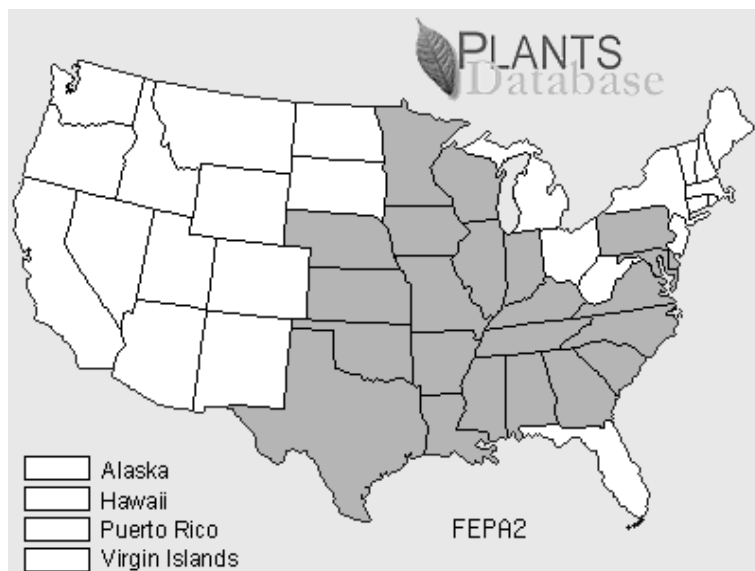 PLANTS
Database
Alaska
Hawaii
Puerto Rico
Virgin Islands
FEPA2